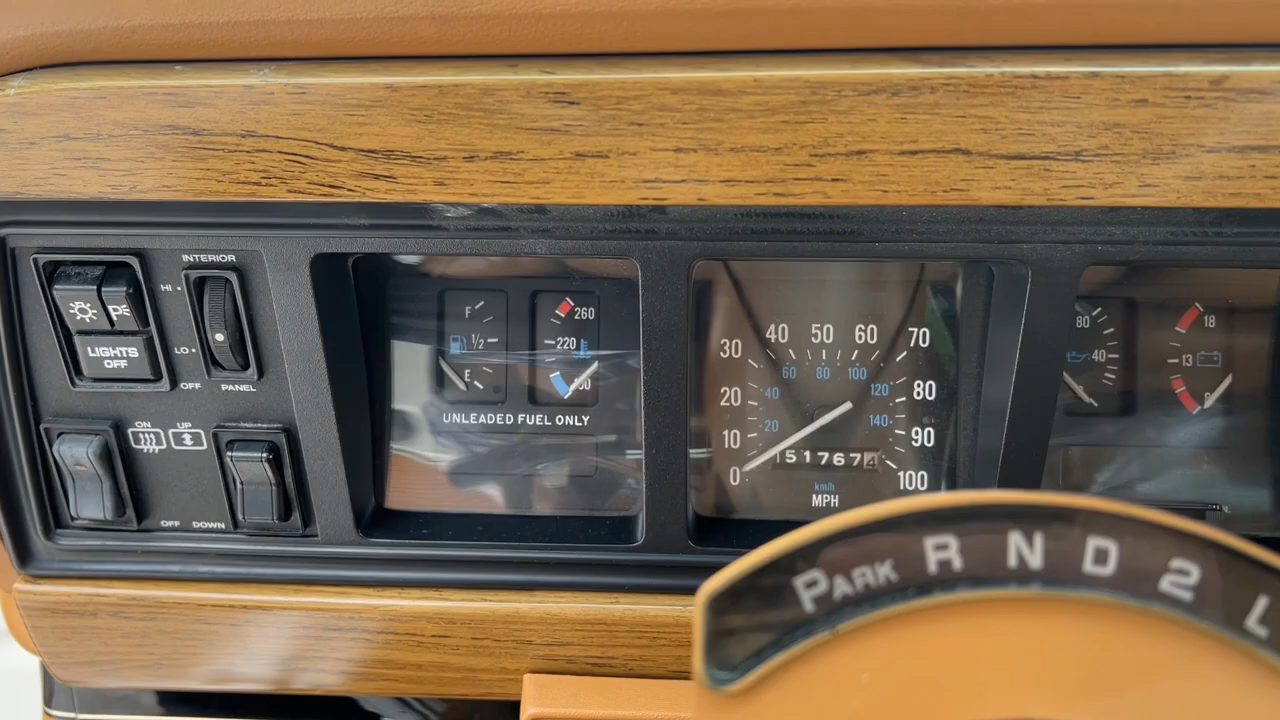 INTERIOR
HI
LO
OFF
PANEL
LIGHTS
OFF
ON
UP
OFF
DOWN
F
1/2
E
260
220
UNLEADED FUEL ONLY
0
10
20
30
40
50
60
70
80
90
100
20
40
60
80
100
120
140
51767
km/h
MPH
80
40
18
13
PARK R N D 2 L